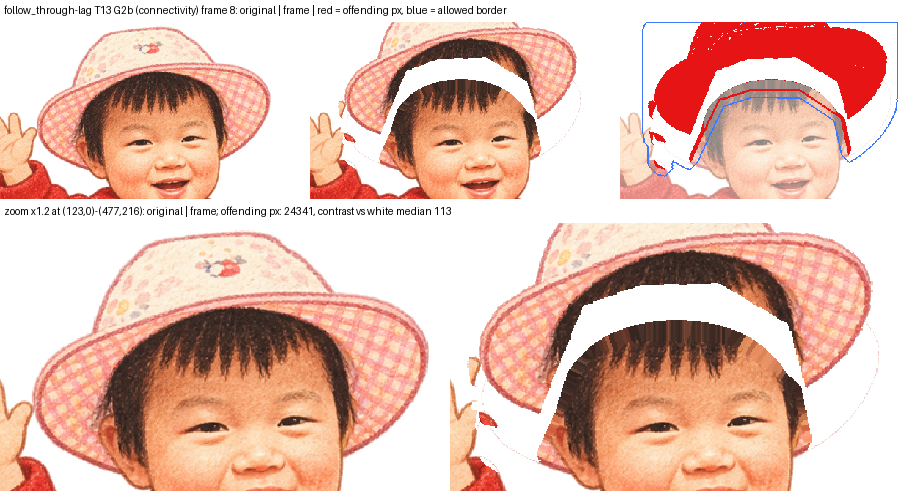 follow_through-lag T13 G2b (connectivity) frame 8: original | frame | red = offending px, blue = allowed border
zoom x1.2 at (123,0)-(477,216): original | frame; offending px: 24341, contrast vs white median 113